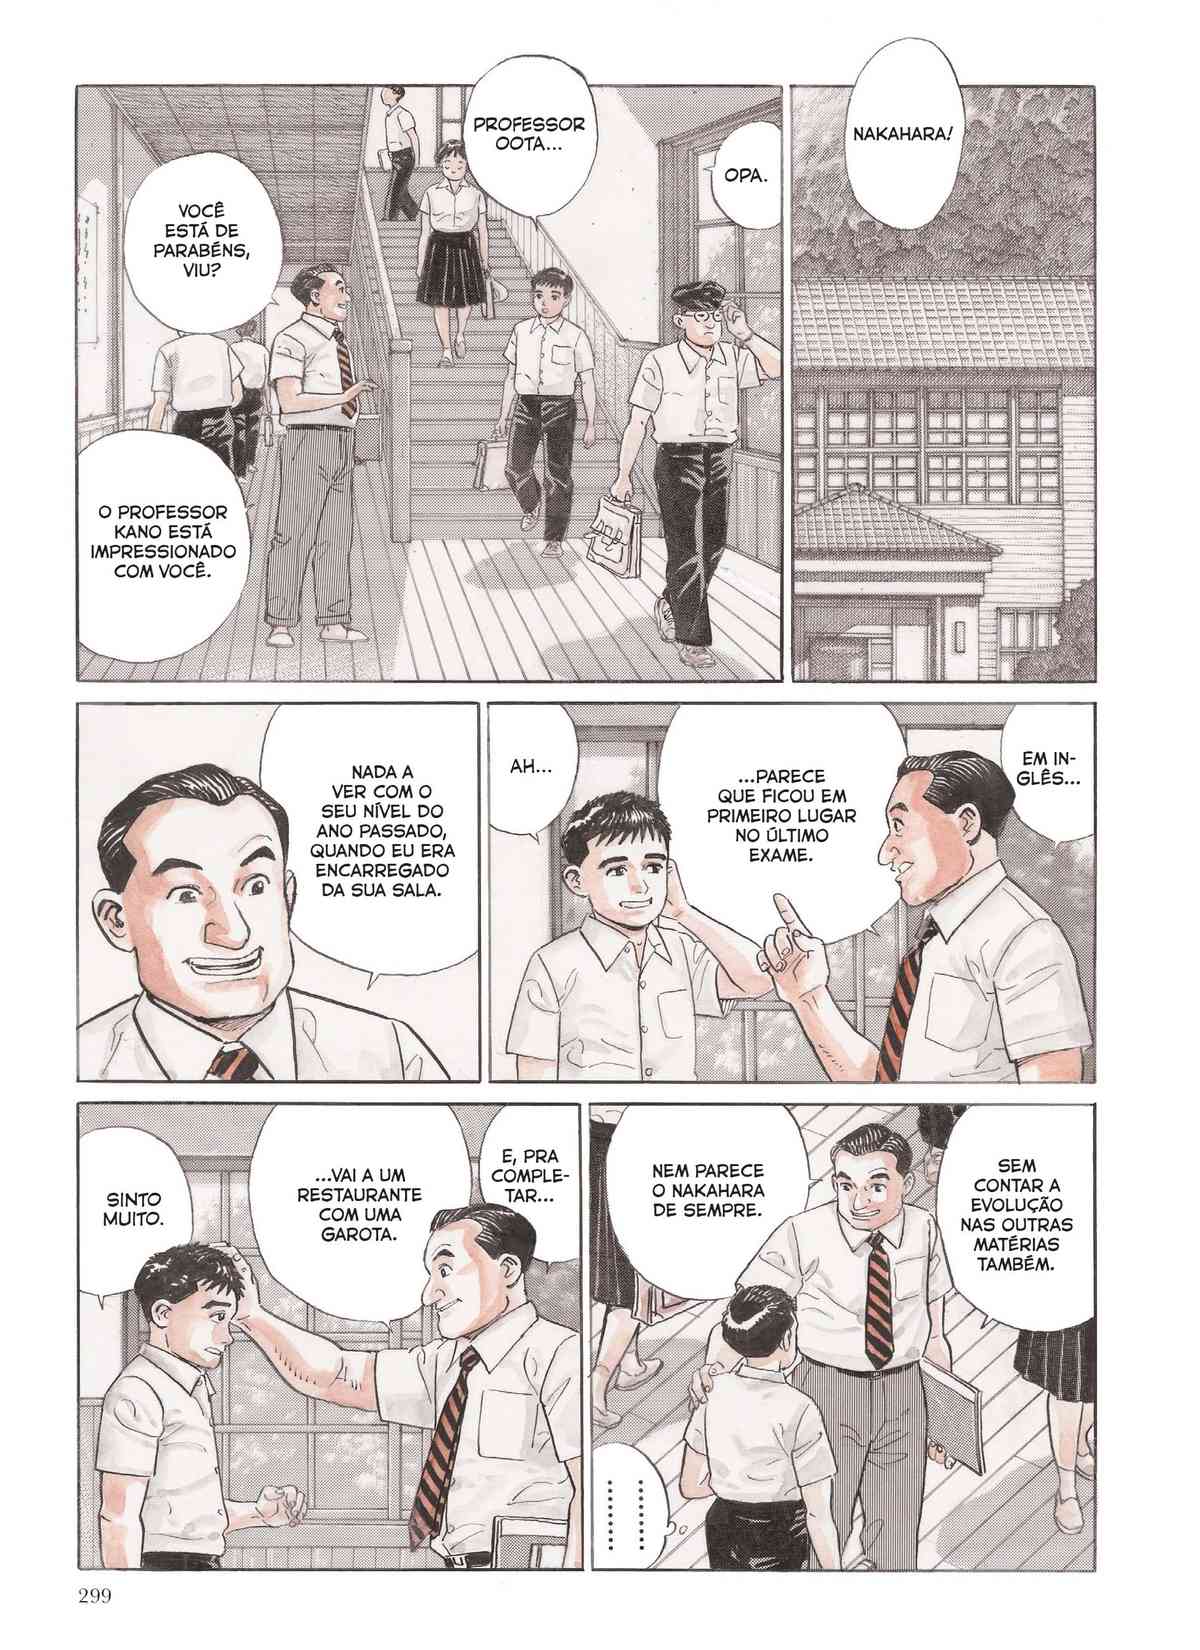 NAKAHARA!
OPA.
PROFESSOR
OOTA...
VOCÊ
ESTÁ DE
PARABÉNS,
VIU?
O PROFESSOR
KANO ESTÁ
IMPRESSIONADO
COM VOCÊ.
EM IN-
GLÊS...
...PARECE
QUE FICOU EM
PRIMEIRO LUGAR
NO ÚLTIMO
EXAME.
AH...
NADA A
VER COM O
SEU NÍVEL DO
ANO PASSADO,
QUANDO EU ERA
ENCARREGADO
DA SUA SALA.
SEM
CONTAR A
EVOLUÇÃO
NAS OUTRAS
MATÉRIAS
TAMBÉM.
NEM PARECE
O NAKAHARA
DE SEMPRE.
E, PRA
COMPLE-
TAR...
...VAI A UM
RESTAURANTE
COM UMA
GAROTA.
SINTO
MUITO.
299